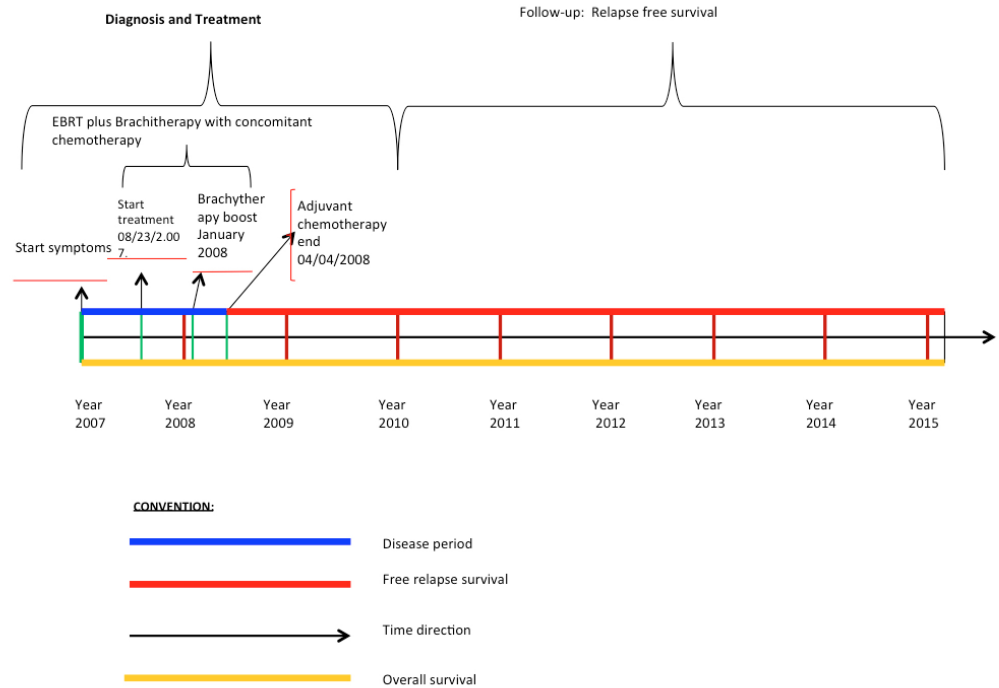 Diagnosis and Treatment
Follow-up: Relapse free survival
EBRT plus Brachitherapy with concomitant
chemotherapy
Start symptoms
Start
treatment
08/23/2.00
7.
Brachyther
apy boost
January
2008
Adjuvant
chemotherapy
end
04/04/2008
Year
2007
Year
2008
Year
2009
Year
2010
Year
2011
Year
2012
Year
2013
Year
2014
Year
2015
CONVENTION:
Disease period
Free relapse survival
Time direction
Overall survival